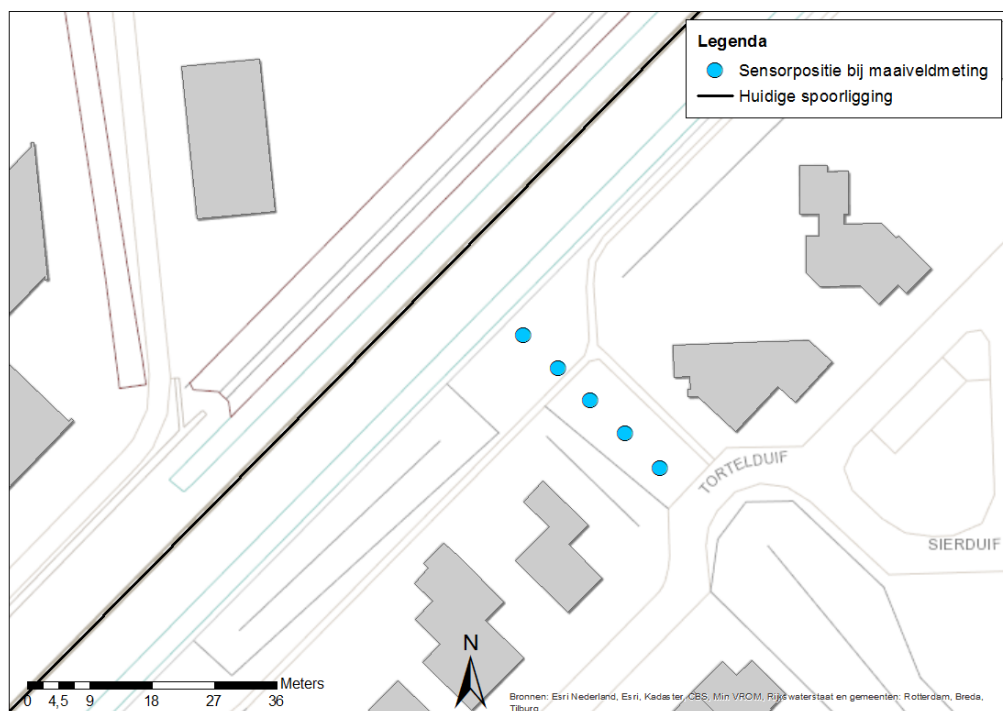 Legenda
Sensorpositie bij maaiveldmeting
Huidige spoorligging
TORTELDUIF
SIERDUIF
N
Meters
0 4,5 9 18 27 36
Bronnen: Esri Nederland, Esri, Kadaster, CBS, Min VROM, Rijkswaterstaat en gemeenten: Rotterdam, Breda,
Tilburg